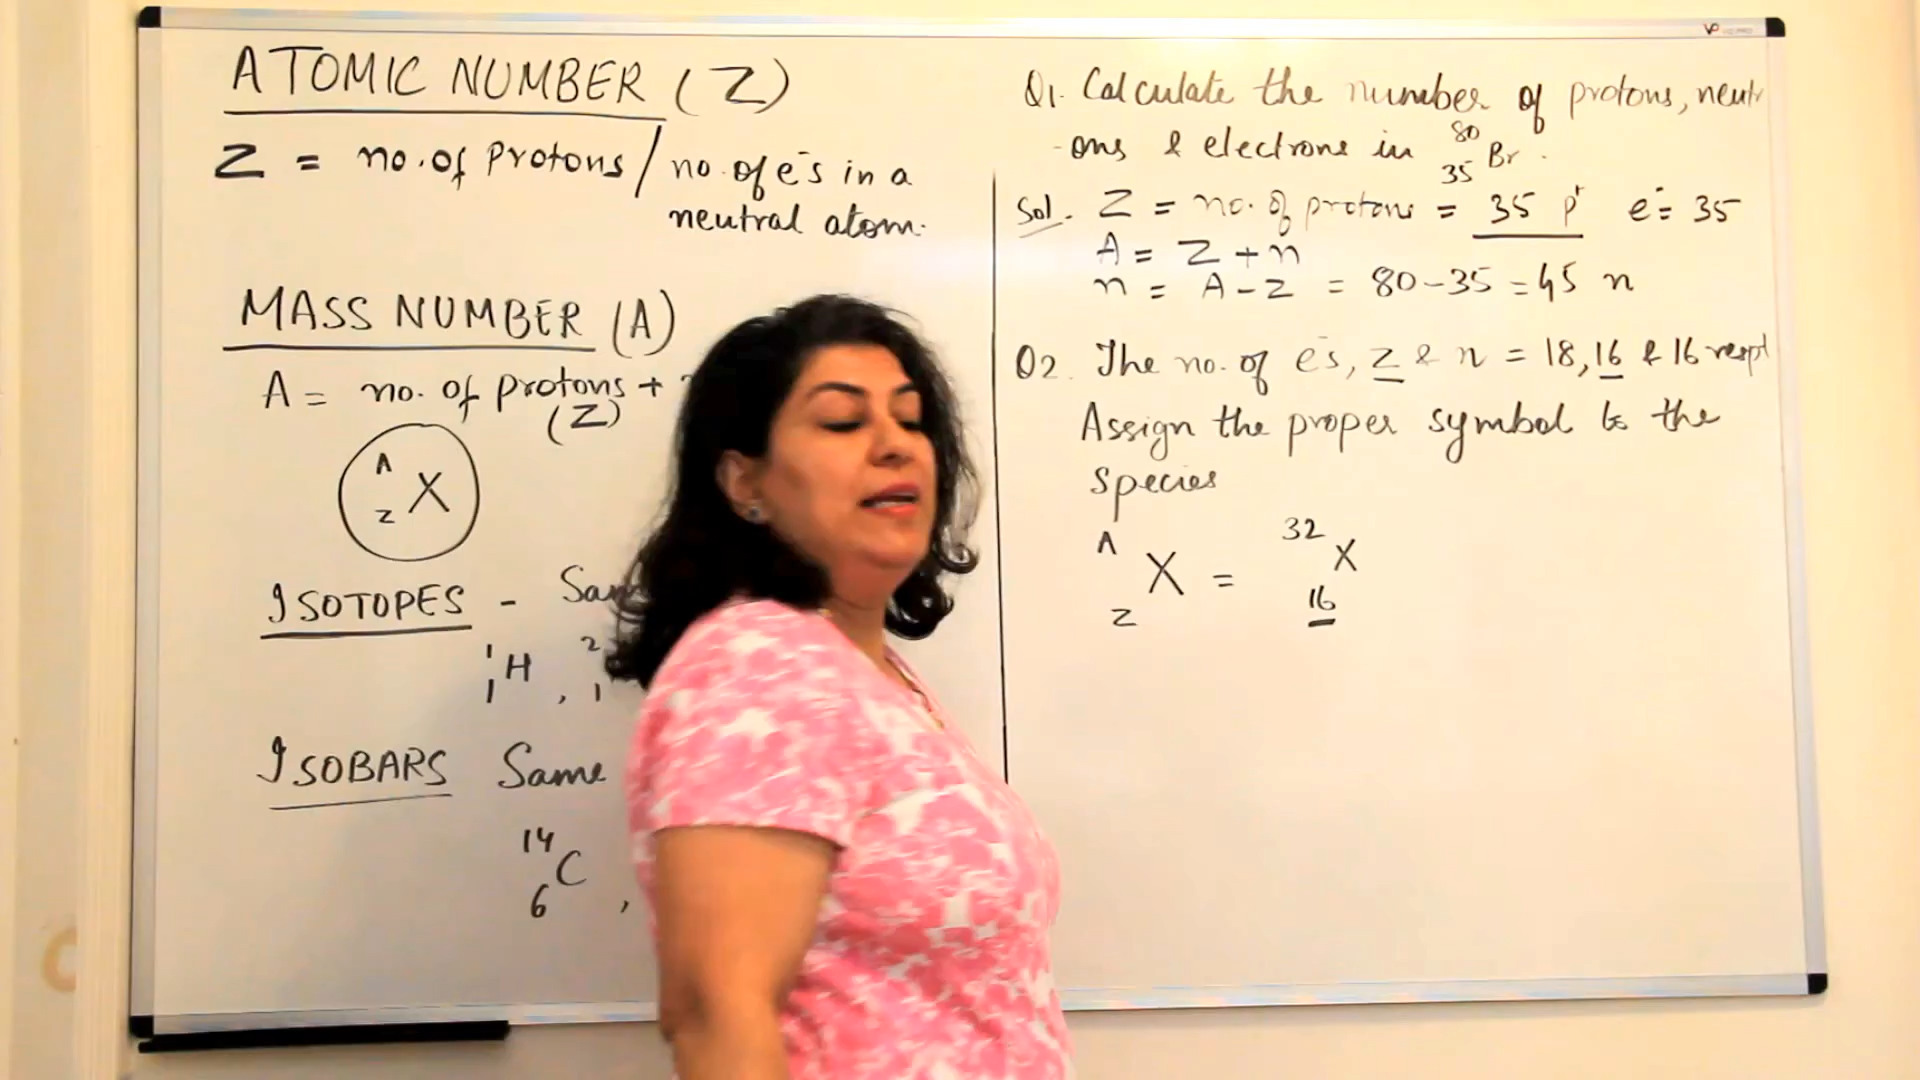 ATOMIC NUMBER (Z)
Z = no. of protons / no. of e-s in a
neutral atom.
MASS NUMBER (A)
A = no. of protons +
(Z)
A
Z X
ISOTOPES - Sam
1
1 H , 2
1
ISOBARS Same
14
6 C ,
Q1. Calculate the number of protons, neutr
-ons & electrons in 80
35 Br.
Sol. Z = no. of protons = 35 p+ e- = 35
A = Z + n
n = A - Z = 80 - 35 = 45 n
Q2. The no. of e-s, Z & n = 18, 16 & 16 respt
Assign the proper symbol to the
species
A
Z X = 32
16 X